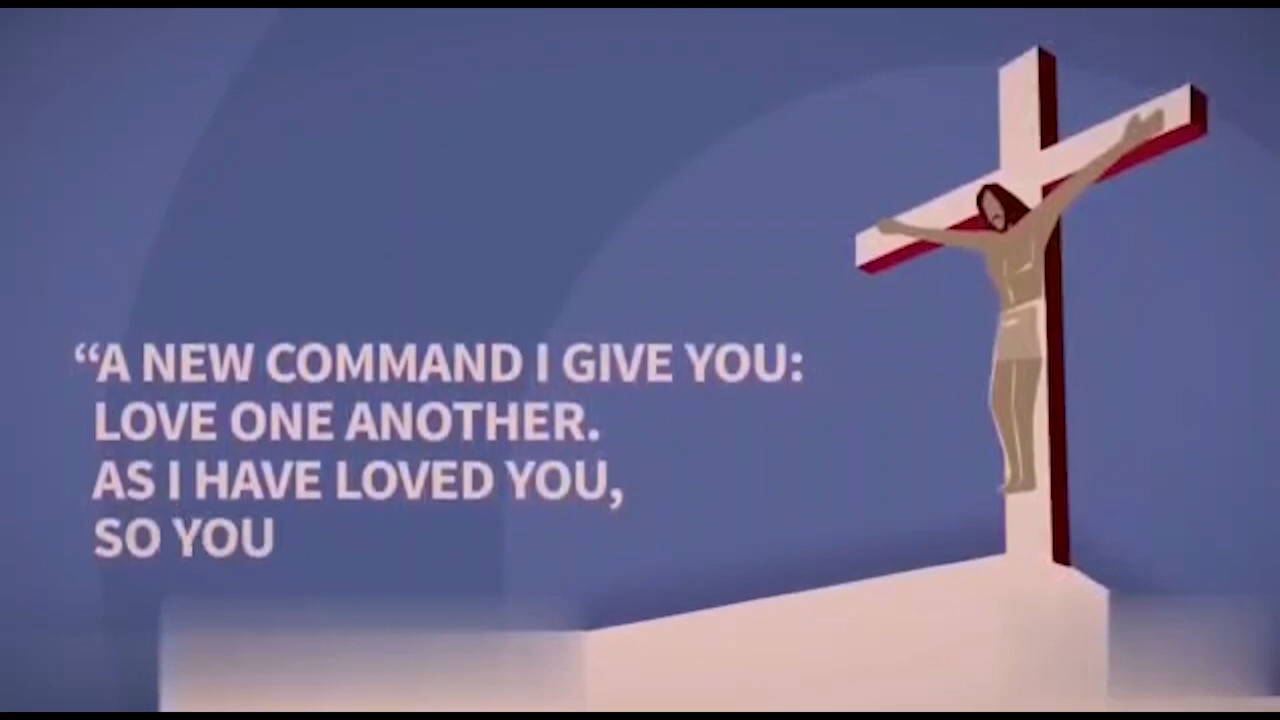 “A NEW COMMAND I GIVE YOU:
LOVE ONE ANOTHER.
AS I HAVE LOVED YOU,
SO YOU